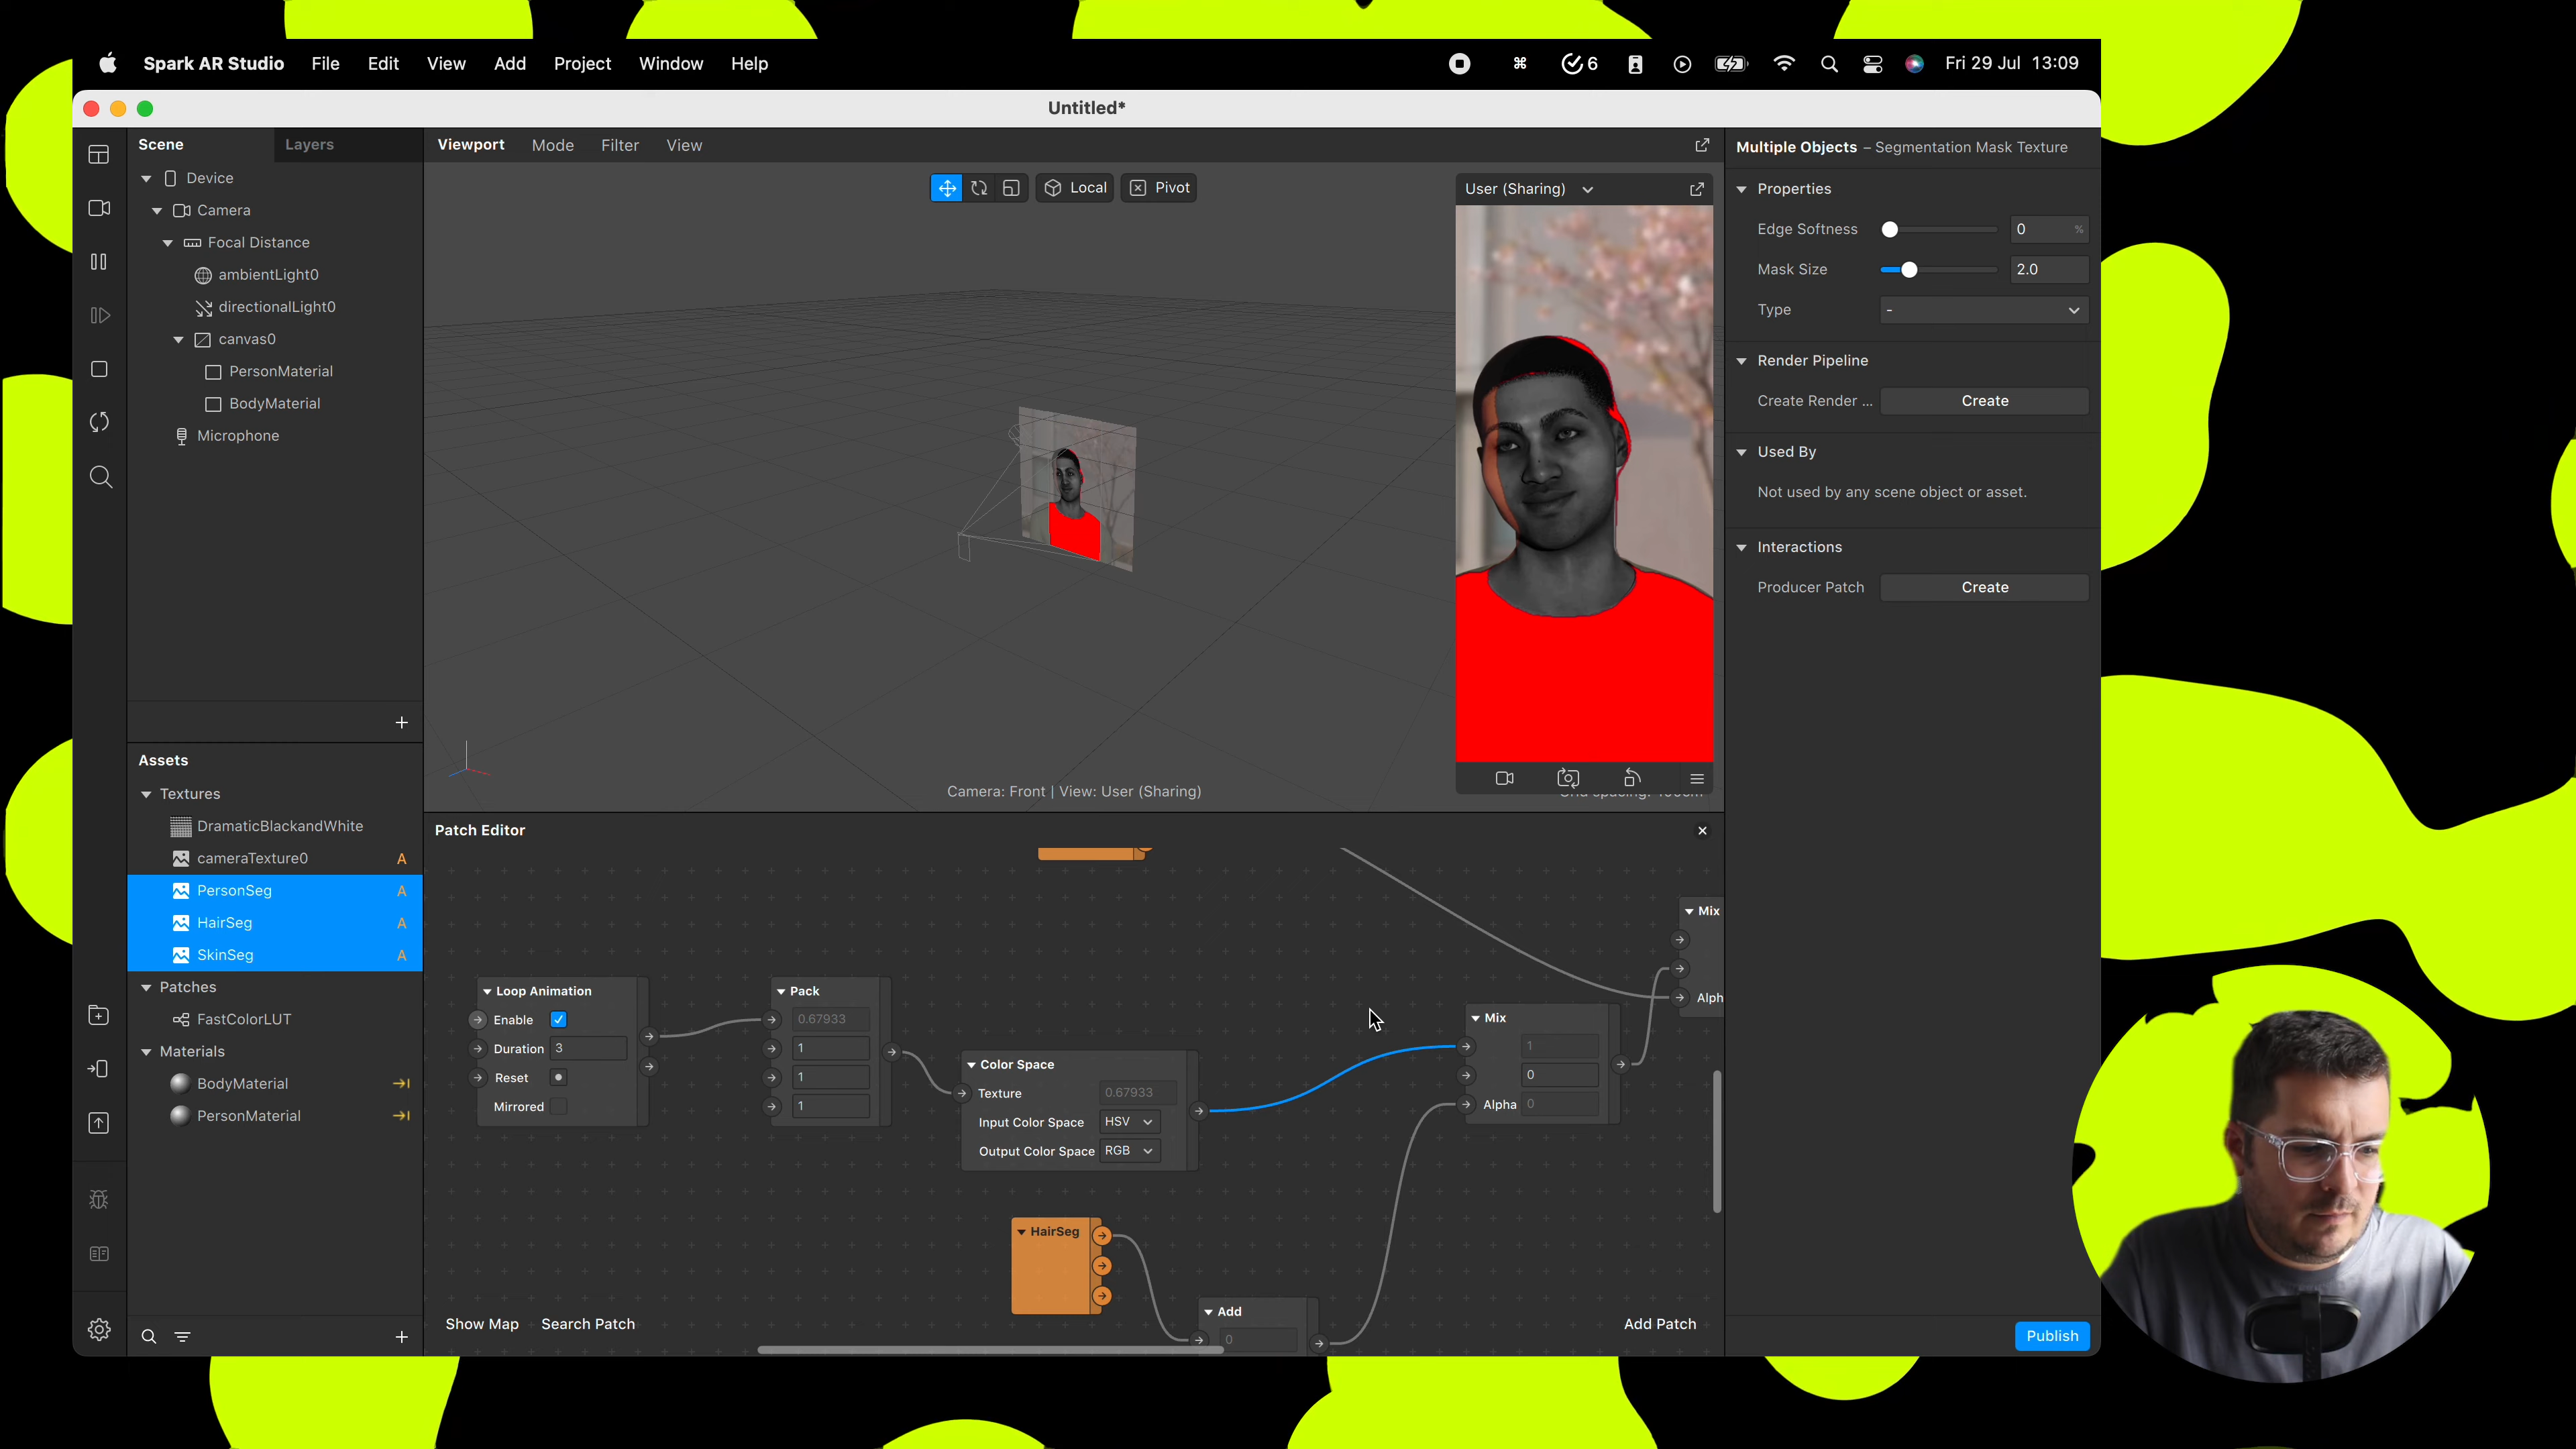 Spark AR Studio File Edit View Add Project Window Help 6 Fri 29 Jul 13:09
Untitled*
Scene Layers
Device
Camera
Focal Distance
ambientLight0
directionalLight0
canvas0
PersonMaterial
BodyMaterial
Microphone
Assets
Textures
DramaticBlackandWhite
cameraTexture0 A
PersonSeg A
HairSeg A
SkinSeg A
Patches
FastColorLUT
Materials
BodyMaterial
PersonMaterial
Viewport Mode Filter View
Local Pivot
User (Sharing)
Camera: Front | View: User (Sharing)
Patch Editor
Loop Animation
Enable
Duration 3
Reset
Mirrored
Pack
0.67933
1
1
1
Color Space
Texture 0.67933
Input Color Space HSV
Output Color Space RGB
HairSeg
Add
0
Mix
1
0
Alpha 0
Mix
Alph
Show Map Search Patch Add Patch
Multiple Objects – Segmentation Mask Texture
Properties
Edge Softness 0 %
Mask Size 2.0
Type -
Render Pipeline
Create Render ... Create
Used By
Not used by any scene object or asset.
Interactions
Producer Patch Create
Publish